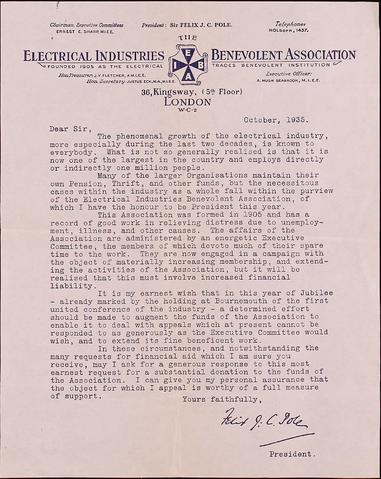 Chairman, Executive Committee
ERNEST E. SHARP, M.I.E.E.
President: Sir FELIX J. C. POLE.
Telephones
HOLBORN, 1437.
THE
ELECTRICAL INDUSTRIES BENEVOLENT ASSOCIATION
E I B A
FOUNDED 1905 AS THE ELECTRICAL TRADES BENEVOLENT INSTITUTION
Hon. Treasurer: J.Y. FLETCHER, A.M.I.E.E.
Hon. Secretary: JUSTUS ECK, M.A., M.I.E.E.
Executive Officer:
A. HUGH SEABROOK, M.I.E.E.
36, Kingsway, (5th Floor)
LONDON
W·C·2
October, 1935.
Dear Sir,
The phenomenal growth of the electrical industry,
more especially during the last two decades, is known to
everybody. What is not so generally realised is that it is
now one of the largest in the country and employs directly
or indirectly one million people.
Many of the larger Organisations maintain their
own Pension, Thrift, and other funds, but the necessitous
cases within the industry as a whole fall within the purview
of the Electrical Industries Benevolent Association, of
which I have the honour to be President this year.
This Association was formed in 1905 and has a
record of good work in relieving distress due to unemploy-
ment, illness, and other causes. The affairs of the
Association are administered by an energetic Executive
Committee, the members of which devote much of their spare
time to the work. They are now engaged in a campaign with
the object of materially increasing membership, and extend-
ing the activities of the Association, but it will be
realised that this must involve increased financial
liability.
It is my earnest wish that in this year of Jubilee
- already marked by the holding at Bournemouth of the first
united conference of the industry - a determined effort
should be made to augment the funds of the Association to
enable it to deal with appeals which at present cannot be
responded to as generously as the Executive Committee would
wish, and to extend its fine beneficent work.
In these circumstances, and notwithstanding the
many requests for financial aid which I am sure you
receive, may I ask for a generous response to this most
earnest request for a substantial donation to the funds of
the Association. I can give you my personal assurance that
the object for which I appeal is worthy of a full measure
of support.
Yours faithfully,
Felix J. C. Pole
President.